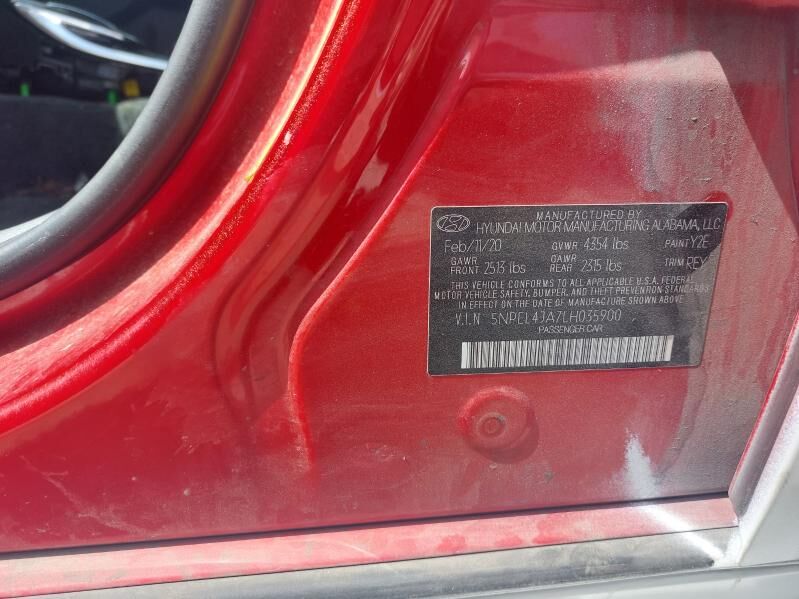 MANUFACTURED BY
HYUNDAI MOTOR MANUFACTURING ALABAMA, LLC
Feb/11/20 GVWR 4354 lbs PAINT Y2E
GAWR FRONT 2513 lbs GAWR REAR 2315 lbs TRIM REY
THIS VEHICLE CONFORMS TO ALL APPLICABLE U.S.A. FEDERAL
MOTOR VEHICLE SAFETY, BUMPER, AND THEFT PREVENTION STANDARDS
IN EFFECT ON THE DATE OF MANUFACTURE SHOWN ABOVE
V.I.N 5NPEL4JA7LH035900
PASSENGER CAR